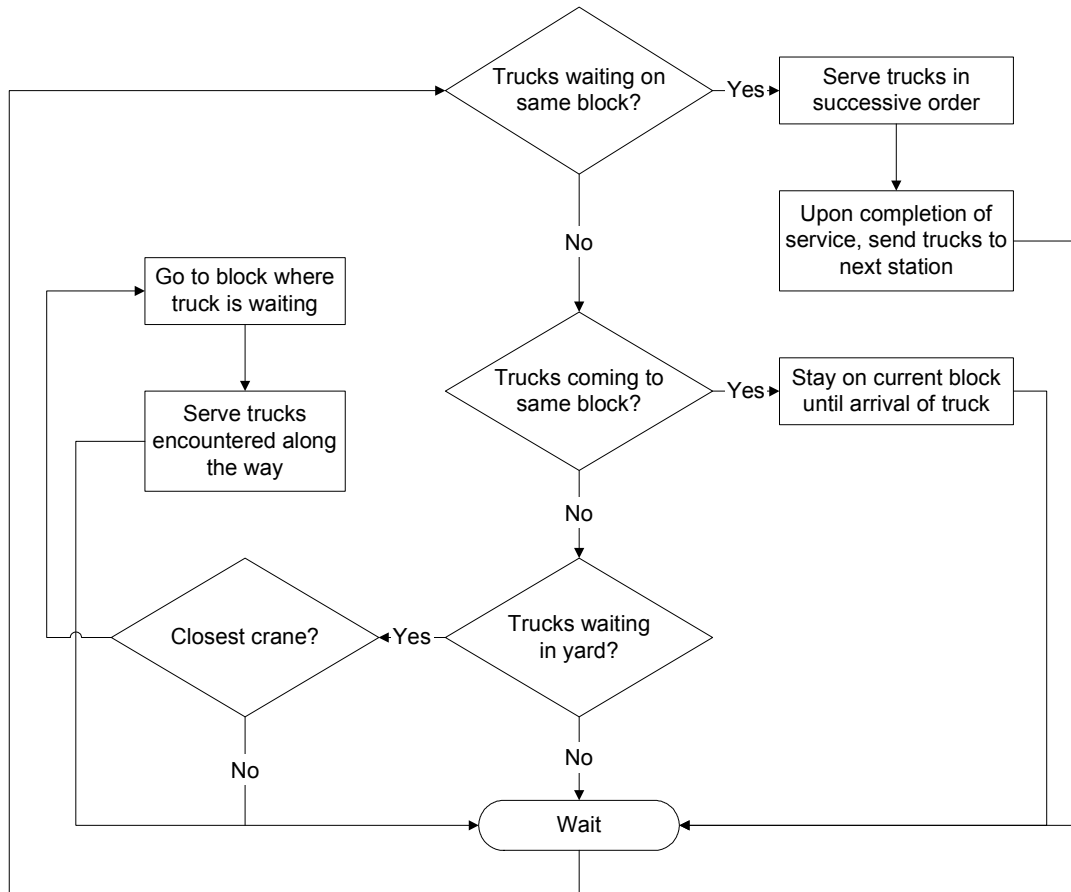 Trucks waiting on
same block?
Yes
Serve trucks in
successive order
Upon completion of
service, send trucks to
next station
No
Go to block where
truck is waiting
Trucks coming to
same block?
Yes
Stay on current block
until arrival of truck
Serve trucks
encountered along
the way
No
Closest crane?
Yes
Trucks waiting
in yard?
No
No
Wait